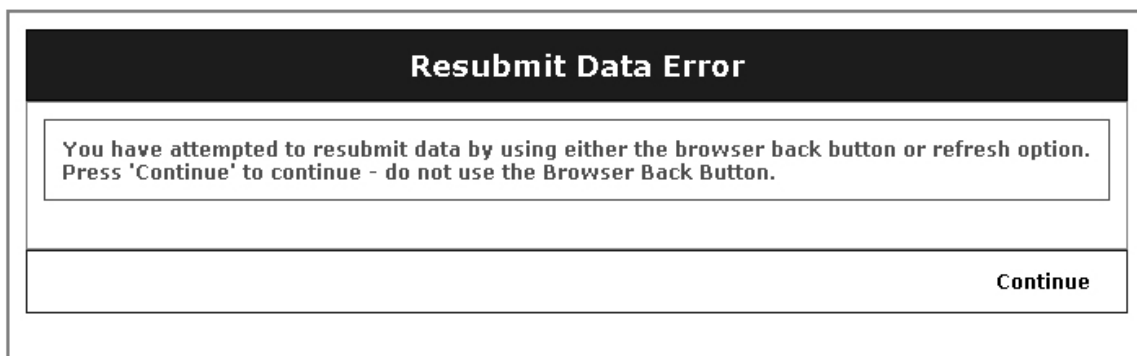 Resubmit Data Error
You have attempted to resubmit data by using either the browser back button or refresh option.
Press 'Continue' to continue - do not use the Browser Back Button.
Continue